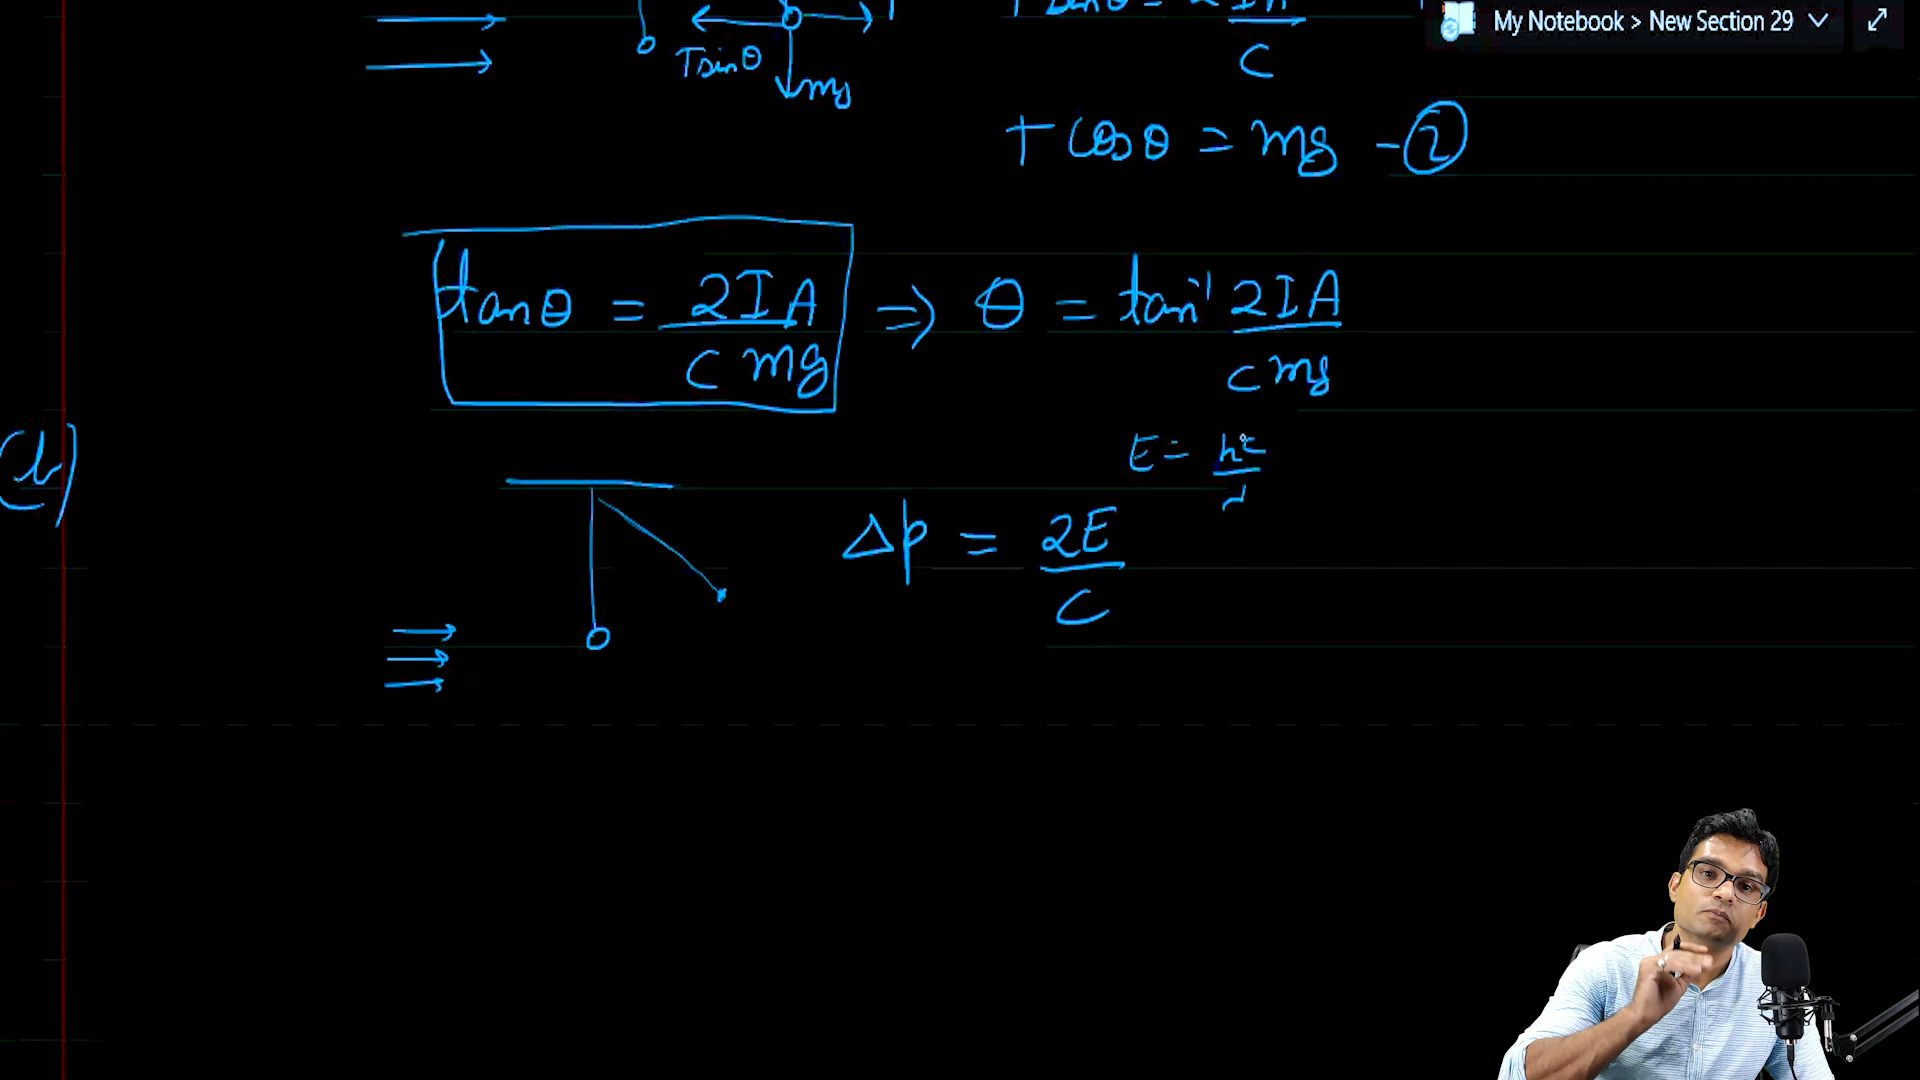 My Notebook > New Section 29
C
Tsinθ
mg
T cosθ = mg - ②
tanθ = 2IA / cmg ⇒ θ = tan⁻¹ 2IA / cmg
(b)
E = hc / λ
Δp = 2E / C